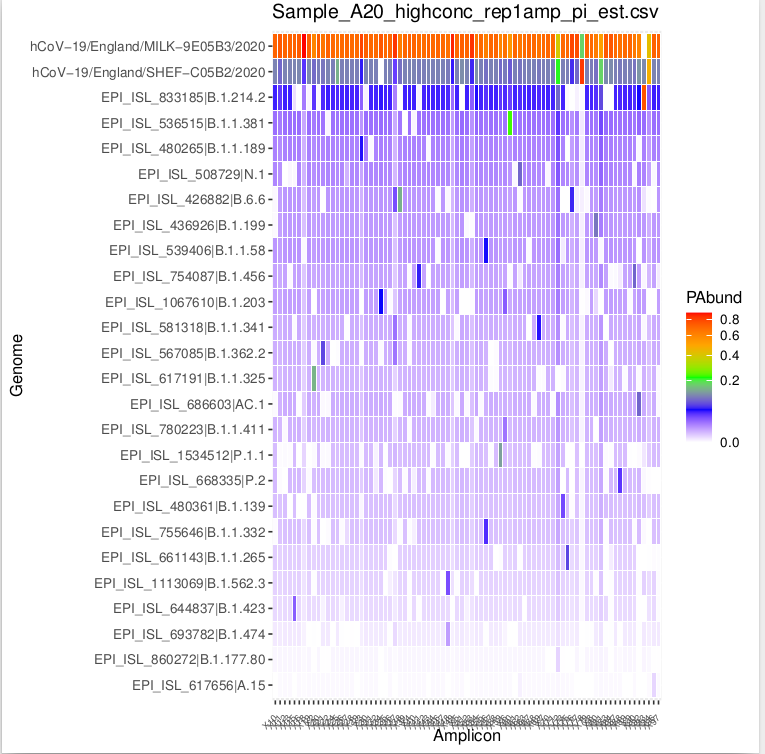 Sample_A20_highconc_rep1amp_pi_est.csv
hCoV−19/England/MILK−9E05B3/2020
hCoV−19/England/SHEF−C05B2/2020
EPI_ISL_833185|B.1.214.2
EPI_ISL_536515|B.1.1.381
EPI_ISL_480265|B.1.1.189
EPI_ISL_508729|N.1
EPI_ISL_426882|B.6.6
EPI_ISL_436926|B.1.199
EPI_ISL_539406|B.1.1.58
EPI_ISL_754087|B.1.456
EPI_ISL_1067610|B.1.203
EPI_ISL_581318|B.1.1.341
EPI_ISL_567085|B.1.362.2
EPI_ISL_617191|B.1.1.325
EPI_ISL_686603|AC.1
EPI_ISL_780223|B.1.1.411
EPI_ISL_1534512|P.1.1
EPI_ISL_668335|P.2
EPI_ISL_480361|B.1.139
EPI_ISL_755646|B.1.1.332
EPI_ISL_661143|B.1.1.265
EPI_ISL_1113069|B.1.562.3
EPI_ISL_644837|B.1.423
EPI_ISL_693782|B.1.474
EPI_ISL_860272|B.1.177.80
EPI_ISL_617656|A.15
Genome
Amplicon
PAbund
0.8
0.6
0.4
0.2
0.0